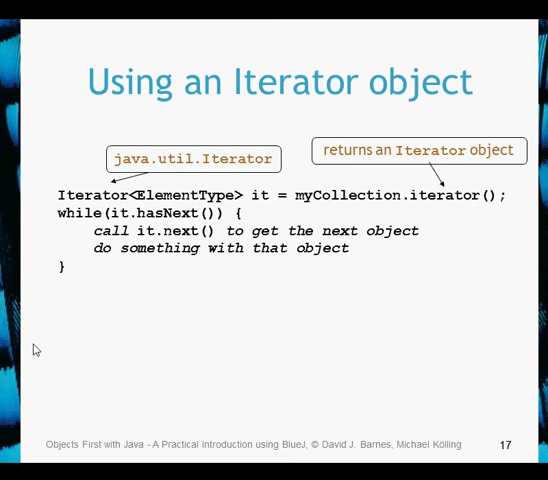 Using an Iterator object
java.util.Iterator
returns an Iterator object
Iterator<ElementType> it = myCollection.iterator();
while(it.hasNext()) {
call it.next() to get the next object
do something with that object
}
Objects First with Java - A Practical Introduction using BlueJ, © David J. Barnes, Michael Kölling
17